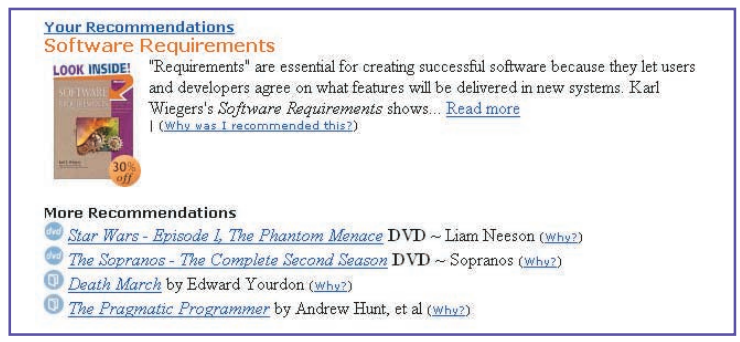 Your Recommendations
Software Requirements
LOOK INSIDE!
SOFTWARE
REQUIREMENTS
30%
off
"Requirements" are essential for creating successful software because they let users
and developers agree on what features will be delivered in new systems. Karl
Wiegers's Software Requirements shows... Read more
| (Why was I recommended this?)
More Recommendations
dvd Star Wars - Episode I, The Phantom Menace DVD ~ Liam Neeson (Why?)
dvd The Sopranos - The Complete Second Season DVD ~ Sopranos (Why?)
Death March by Edward Yourdon (Why?)
The Pragmatic Programmer by Andrew Hunt, et al (Why?)